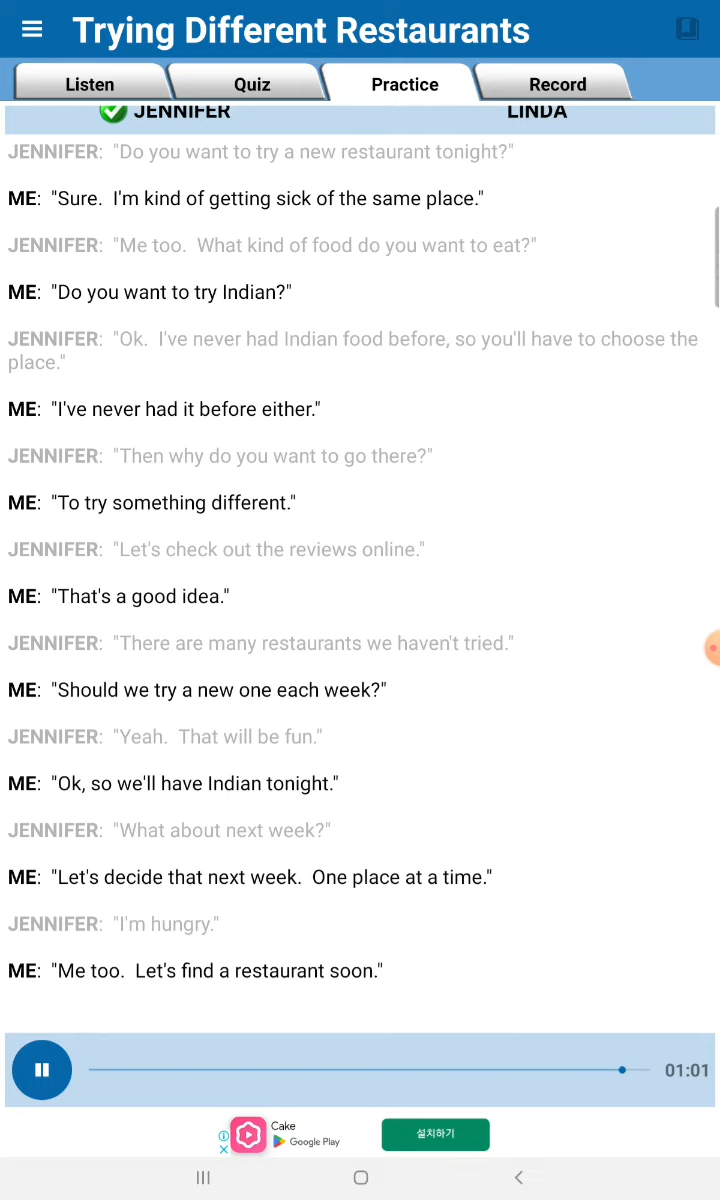 Trying Different Restaurants
Listen Quiz Practice Record
JENNIFER LINDA
JENNIFER: "Do you want to try a new restaurant tonight?"
ME: "Sure. I'm kind of getting sick of the same place."
JENNIFER: "Me too. What kind of food do you want to eat?"
ME: "Do you want to try Indian?"
JENNIFER: "Ok. I've never had Indian food before, so you'll have to choose the
place."
ME: "I've never had it before either."
JENNIFER: "Then why do you want to go there?"
ME: "To try something different."
JENNIFER: "Let's check out the reviews online."
ME: "That's a good idea."
JENNIFER: "There are many restaurants we haven't tried."
ME: "Should we try a new one each week?"
JENNIFER: "Yeah. That will be fun."
ME: "Ok, so we'll have Indian tonight."
JENNIFER: "What about next week?"
ME: "Let's decide that next week. One place at a time."
JENNIFER: "I'm hungry."
ME: "Me too. Let's find a restaurant soon."
01:01
Cake
Google Play
설치하기